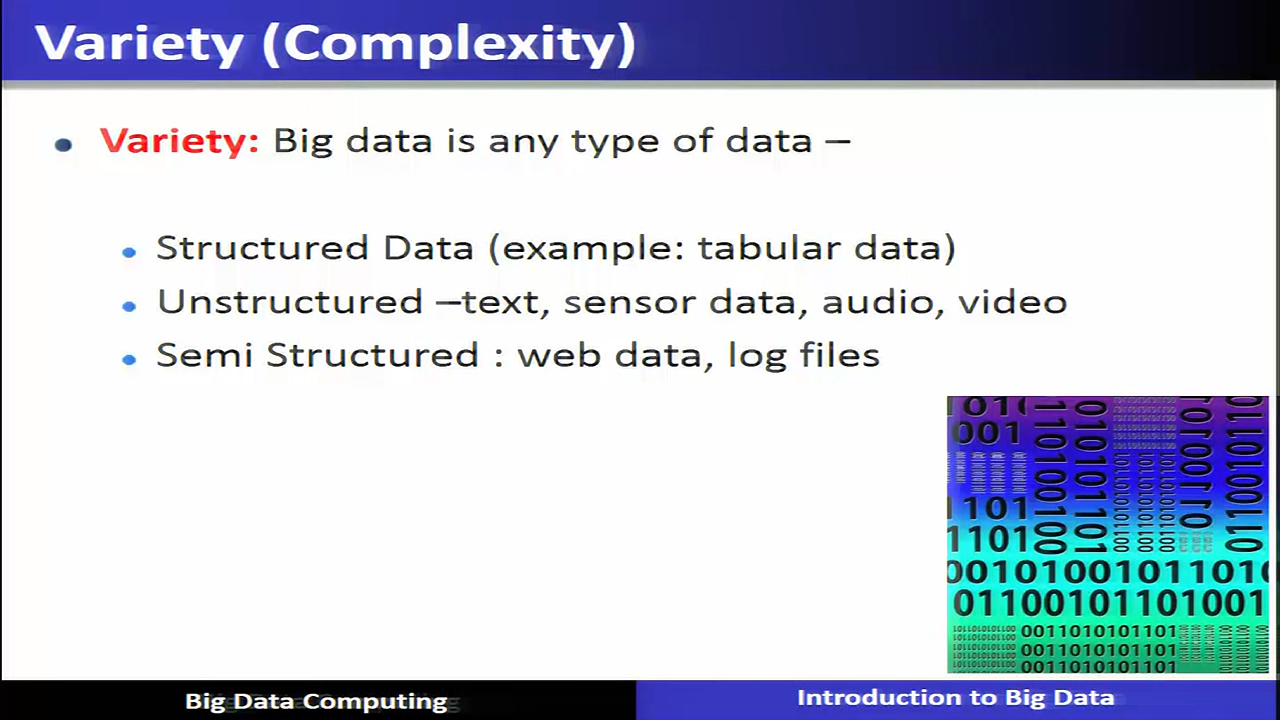 Variety (Complexity)
• Variety: Big data is any type of data –
• Structured Data (example: tabular data)
• Unstructured –text, sensor data, audio, video
• Semi Structured : web data, log files
Big Data Computing
Introduction to Big Data